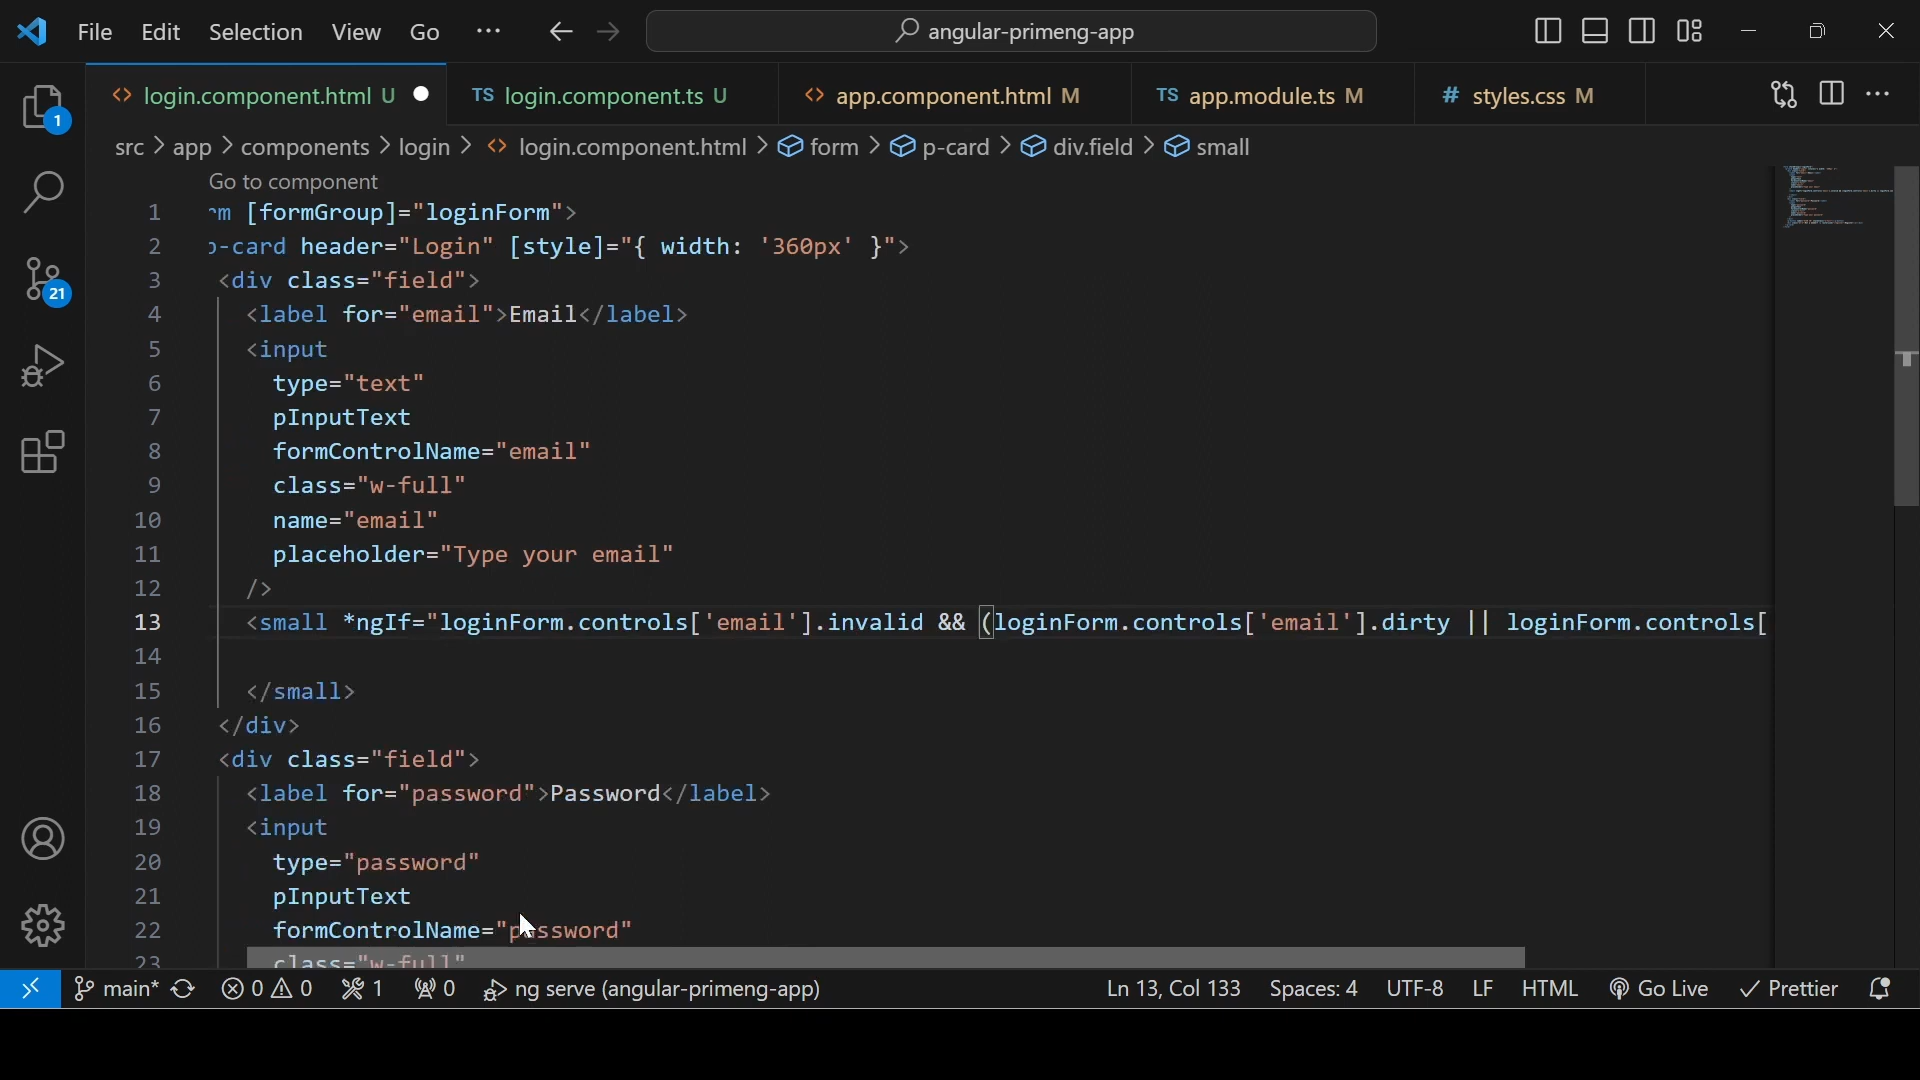 File Edit Selection View Go ··· angular-primeng-app
<> login.component.html U TS login.component.ts U <> app.component.html M TS app.module.ts M # styles.css M
src > app > components > login > <> login.component.html > form > p-card > div.field > small
Go to component
1 m [formGroup]="loginForm">
2 p-card header="Login" [style]="{ width: '360px' }">
3 <div class="field">
4 <label for="email">Email</label>
5 <input
6 type="text"
7 pInputText
8 formControlName="email"
9 class="w-full"
10 name="email"
11 placeholder="Type your email"
12 />
13 <small *ngIf="loginForm.controls['email'].invalid && (loginForm.controls['email'].dirty || loginForm.controls[
14
15 </small>
16 </div>
17 <div class="field">
18 <label for="password">Password</label>
19 <input
20 type="password"
21 pInputText
22 formControlName="password"
23 class="w-full"
1
21
main* 0 0 1 0 ng serve (angular-primeng-app) Ln 13, Col 133 Spaces: 4 UTF-8 LF HTML Go Live Prettier